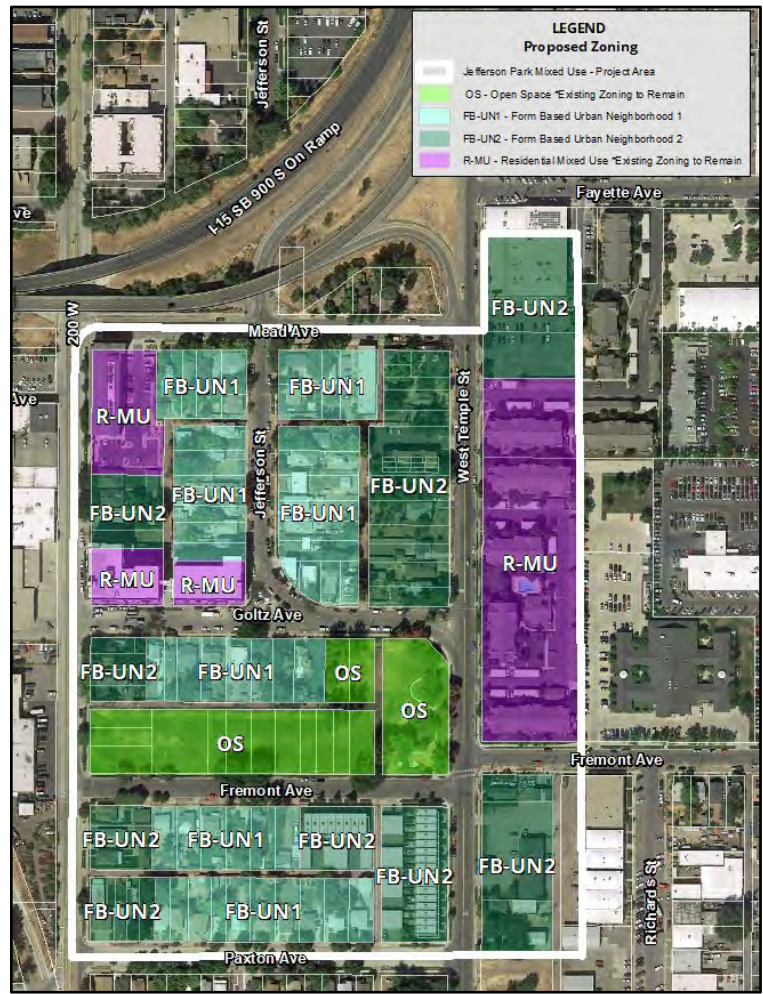 LEGEND
Proposed Zoning
Jefferson Park Mixed Use - Project Area
OS - Open Space *Existing Zoning to Remain
FB-UN1 - Form Based Urban Neighborhood 1
FB-UN2 - Form Based Urban Neighborhood 2
R-MU - Residential Mixed Use *Existing Zoning to Remain
Jefferson St
I-15 SB 900 S On Ramp
Fayette Ave
ve
200 W
Mead Ave
FB-UN2
Ave
R-MU
FB-UN1
FB-UN1
West Temple St
Jefferson St
FB-UN2
FB-UN1
FB-UN2
FB-UN1
R-MU
R-MU
R-MU
Goltz Ave
FB-UN2
FB-UN1
OS
OS
OS
Fremont Ave
Fremont Ave
FB-UN2
FB-UN1
FB-UN2
FB-UN2
FB-UN2
Richards St
FB-UN2
FB-UN1
Paxton Ave